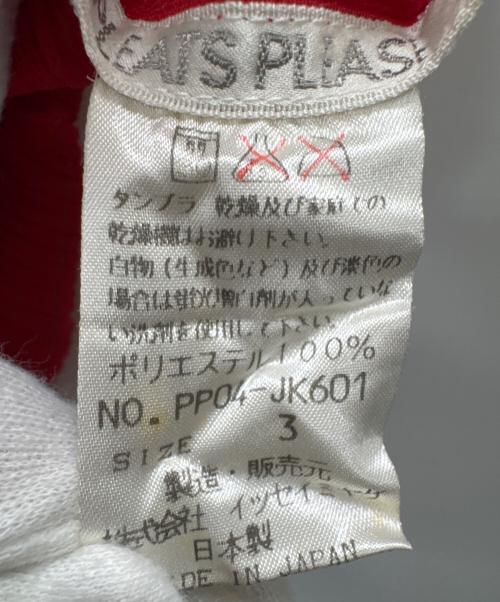 EATS PLEAS
タンブラ 乾燥及び家庭での
乾燥機はお避け下さい。
白物(生成色など)及び淡色の
場合は蛍光増白剤が入っていな
い洗剤を使用して下さい。
ポリエステル100%
NO. PP04-JK601
SIZE 3
製造・販売元
株式会社 イッセイミヤケ
日本製
DE IN JAPAN